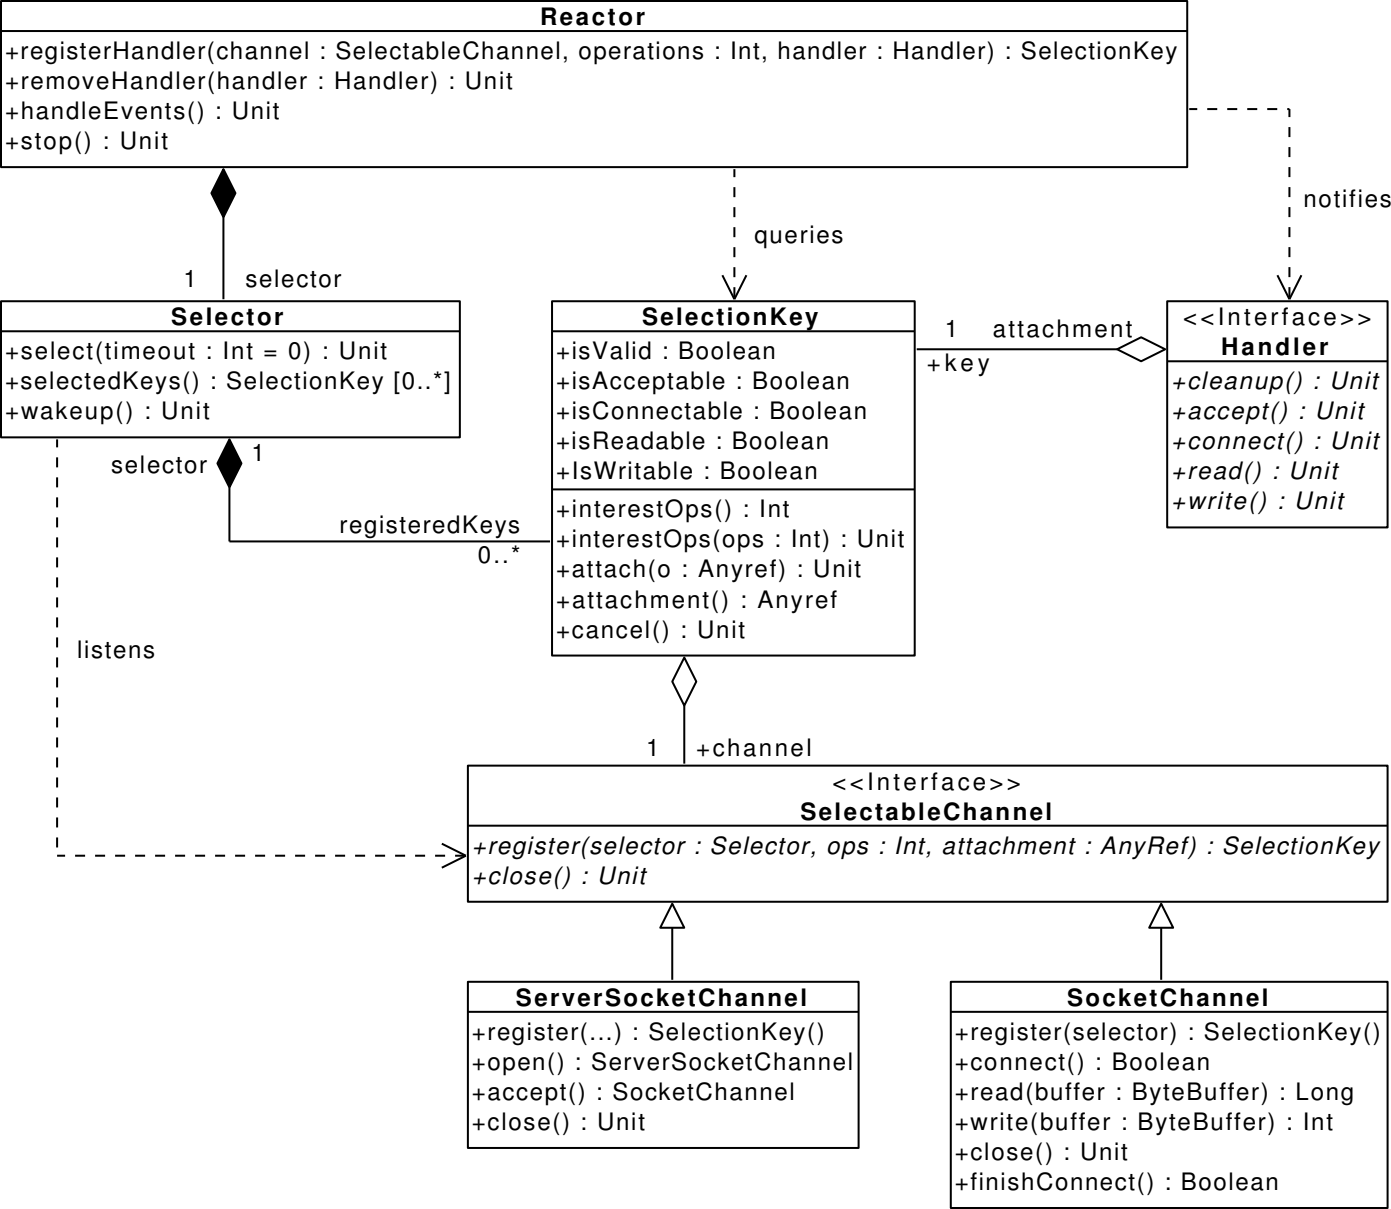 Reactor
+registerHandler(channel : SelectableChannel, operations : Int, handler : Handler) : SelectionKey
+removeHandler(handler : Handler) : Unit
+handleEvents() : Unit
+stop() : Unit
notifies
queries
1 selector
Selector
+select(timeout : Int = 0) : Unit
+selectedKeys() : SelectionKey [0..*]
+wakeup() : Unit
SelectionKey
+isValid : Boolean
+isAcceptable : Boolean
+isConnectable : Boolean
+isReadable : Boolean
+IsWritable : Boolean
+interestOps() : Int
+interestOps(ops : Int) : Unit
+attach(o : Anyref) : Unit
+attachment() : Anyref
+cancel() : Unit
1 attachment
+key
<<Interface>>
Handler
+cleanup() : Unit
+accept() : Unit
+connect() : Unit
+read() : Unit
+write() : Unit
selector 1
registeredKeys
0..*
listens
1 +channel
<<Interface>>
SelectableChannel
+register(selector : Selector, ops : Int, attachment : AnyRef) : SelectionKey
+close() : Unit
ServerSocketChannel
+register(...) : SelectionKey()
+open() : ServerSocketChannel
+accept() : SocketChannel
+close() : Unit
SocketChannel
+register(selector) : SelectionKey()
+connect() : Boolean
+read(buffer : ByteBuffer) : Long
+write(buffer : ByteBuffer) : Int
+close() : Unit
+finishConnect() : Boolean